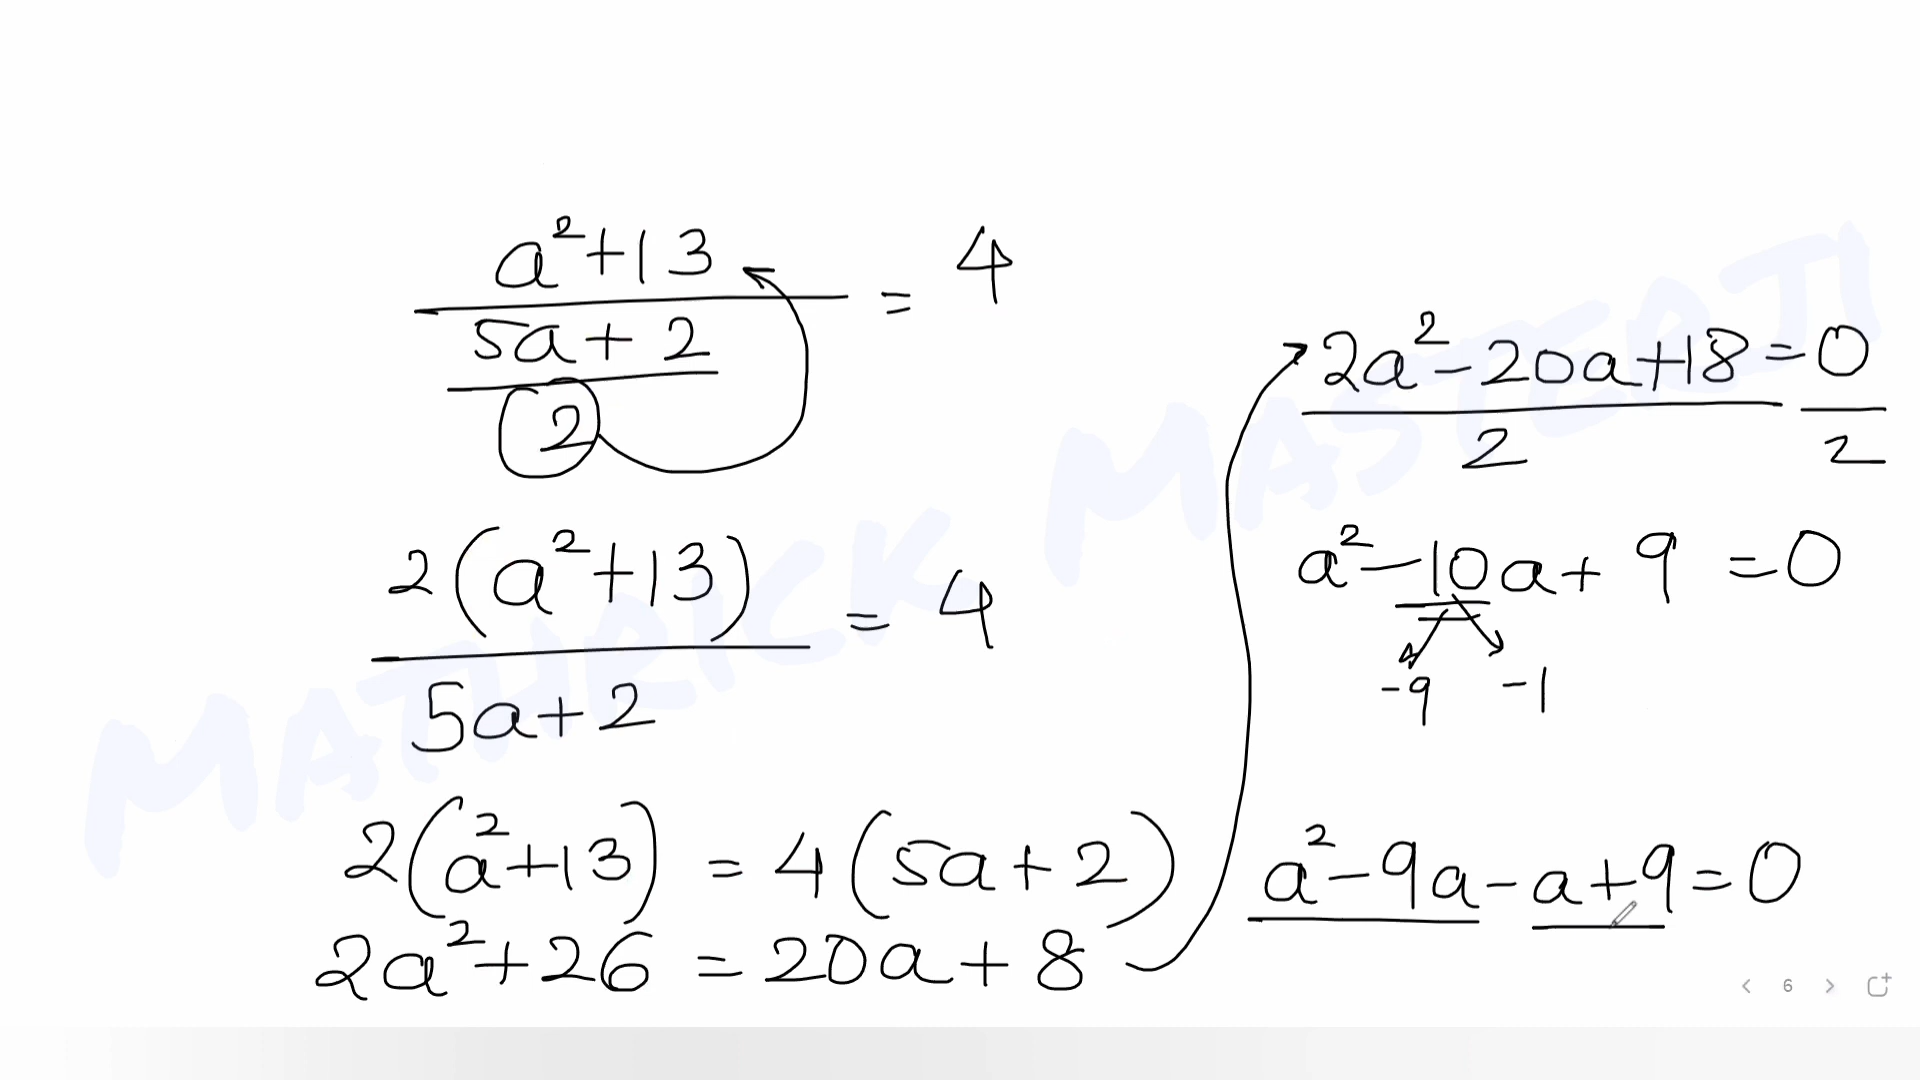 a²+13
5a+2
2
= 4
2(a²+13)
5a+2
= 4
2(a²+13) = 4(5a+2)
2a²+26 = 20a+8
2a²-20a+18=0
2 2
a²-10a+9=0
-9 -1
a²-9a-a+9=0
MATHRICK MASTERJI
6